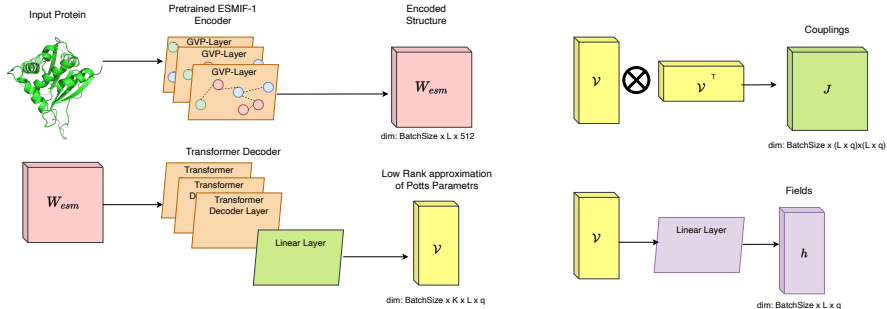 Input Protein
Pretrained ESMIF-1
Encoder
Encoded
Structure
GVP-Layer
GVP-Layer
GVP-Layer
W_esm
dim: BatchSize x L x 512
Couplings
V
V^T
J
dim: BatchSize x (L x q)x(L x q)
Transformer Decoder
W_esm
Transformer
D
Transformer
D
Transformer
Decoder Layer
Linear Layer
Low Rank approximation
of Potts Parametrs
V
dim: BatchSize x K x L x q
Fields
V
Linear Layer
h
dim: BatchSize x L x q